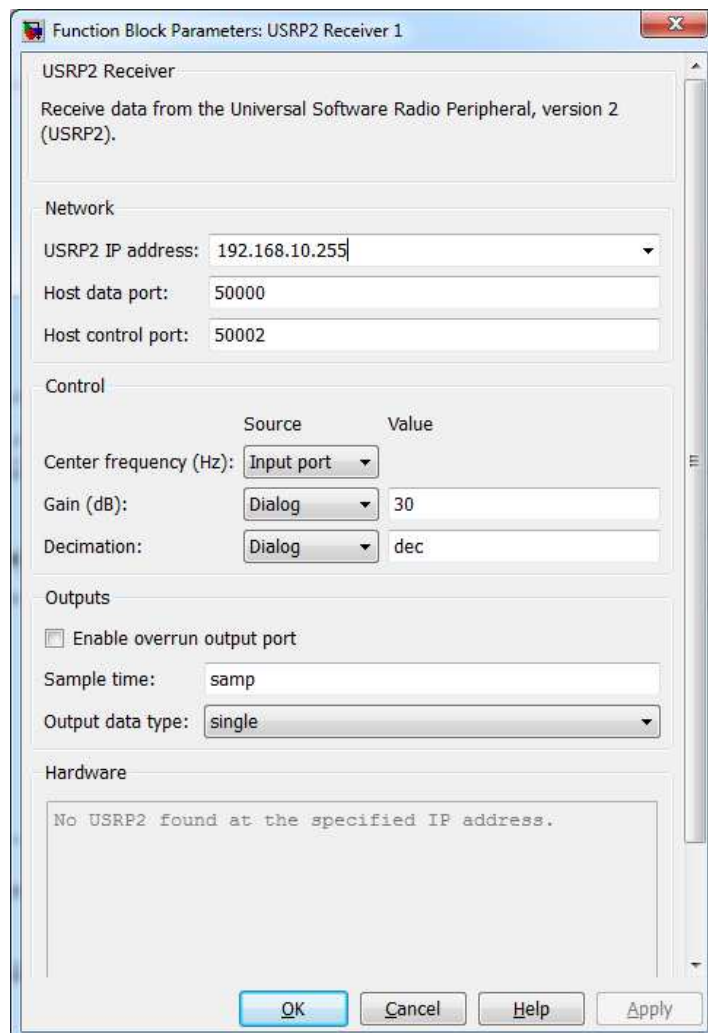 Function Block Parameters: USRP2 Receiver 1
USRP2 Receiver
Receive data from the Universal Software Radio Peripheral, version 2
(USRP2).
Network
USRP2 IP address: 192.168.10.255
Host data port: 50000
Host control port: 50002
Control
Source Value
Center frequency (Hz): Input port
Gain (dB): Dialog 30
Decimation: Dialog dec
Outputs
Enable overrun output port
Sample time: samp
Output data type: single
Hardware
No USRP2 found at the specified IP address.
OK Cancel Help Apply